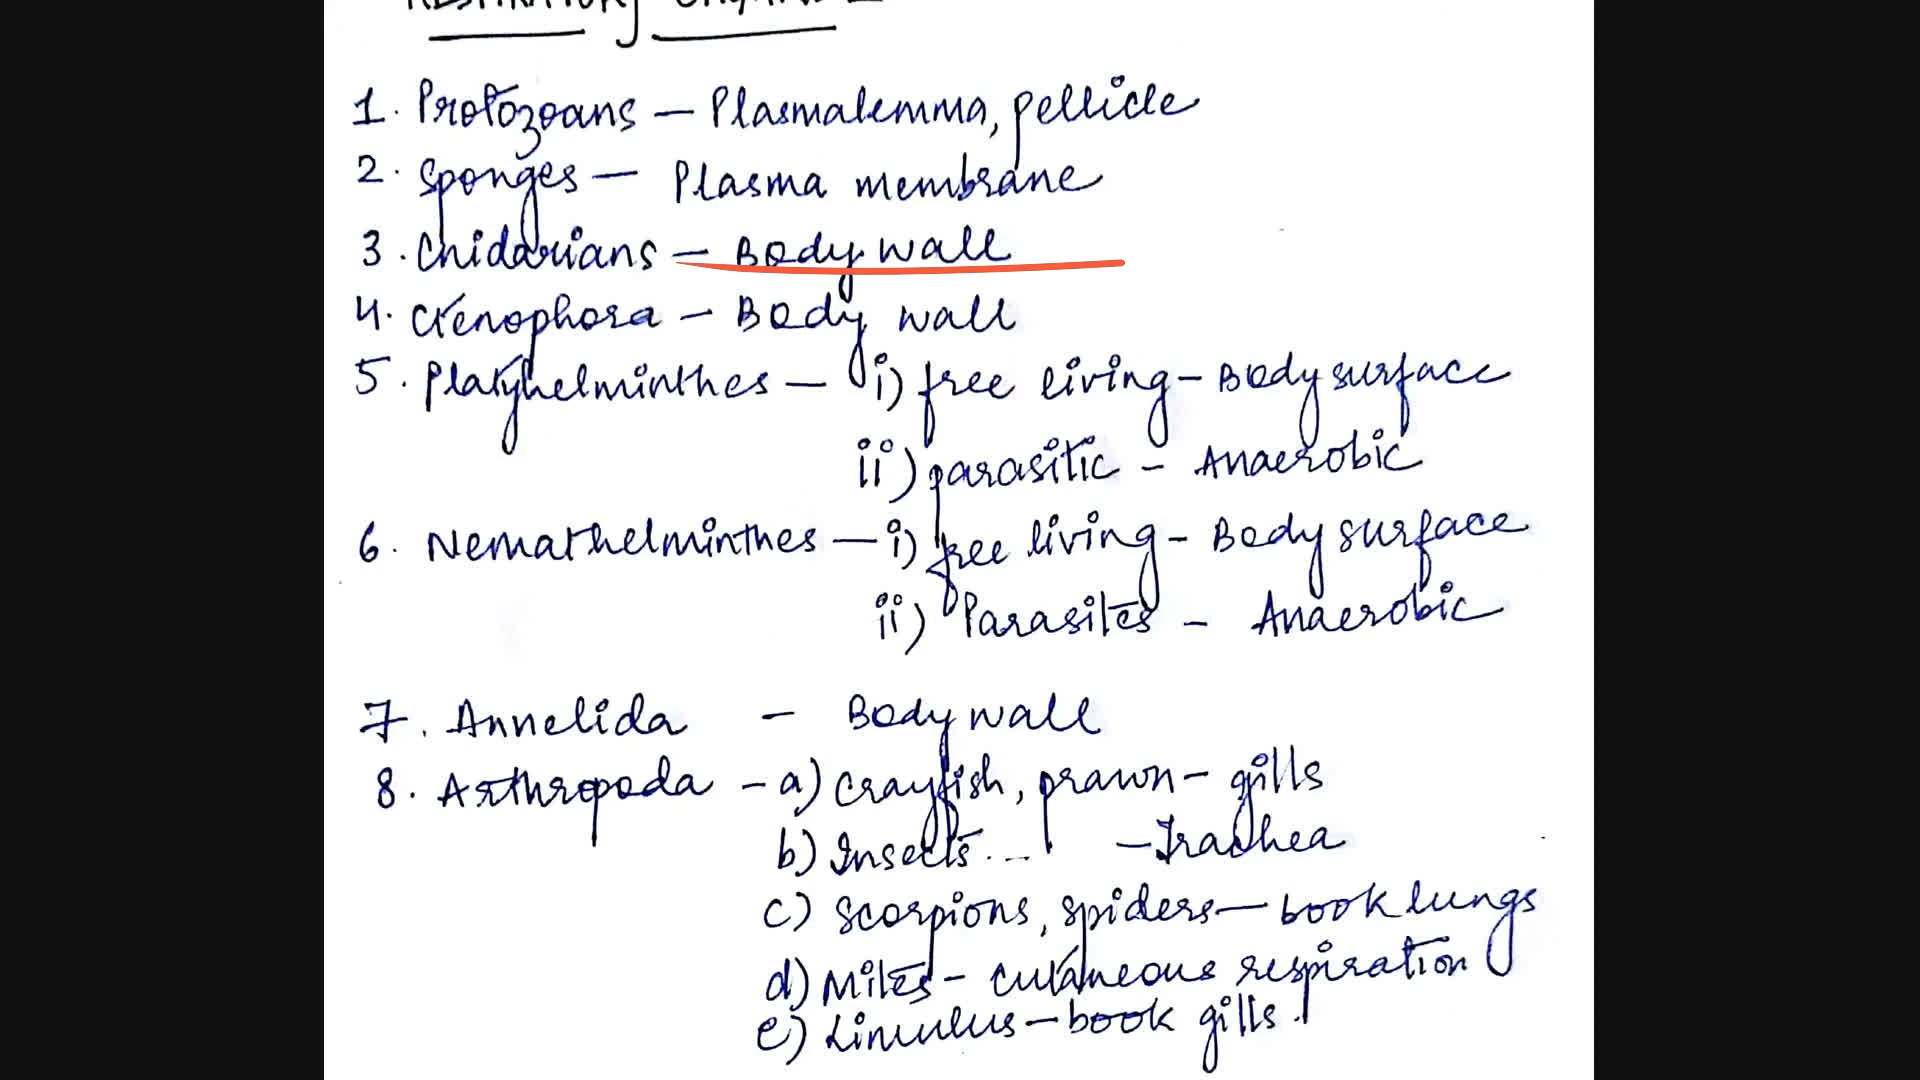 RESPIRATORY ORGANS
1. Protozoans - Plasmalemma, pellicle
2. Sponges - Plasma membrane
3. Cnidarians - Body wall
4. Ctenophora - Body wall
5. Platyhelminthes - i) free living - Body surface
ii) parasitic - Anaerobic
6. Nemathelminthes - i) free living - Body surface
ii) Parasites - Anaerobic
7. Annelida - Body wall
8. Arthropoda - a) crayfish, prawn - gills
b) Insects... - Trachea
c) Scorpions, spiders - book lungs
d) Mites - cutaneous respiration
e) Limulus - book gills.